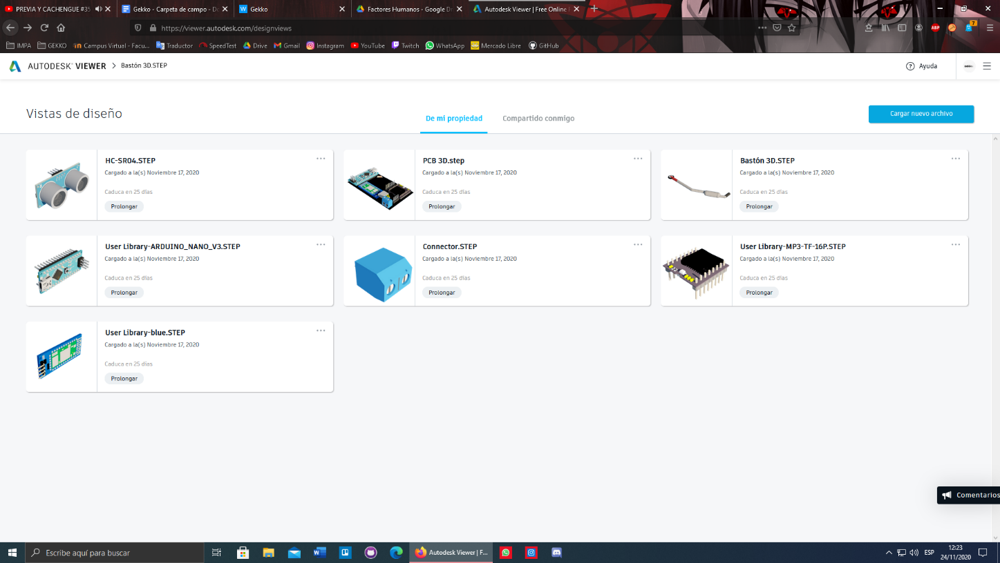 PREVIA Y CACHENGUE #35
Gekko - Carpeta de campo - Do
Gekko
Factores Humanos - Google Dr
Autodesk Viewer | Free Online F
https://viewer.autodesk.com/designviews
ABP
7
IMPA
GEKKO
Campus Virtual - Facu...
Traductor
SpeedTest
Drive
Gmail
Instagram
YouTube
Twitch
WhatsApp
Mercado Libre
GitHub
AUTODESK® VIEWER > Bastón 3D.STEP
Ayuda
Vistas de diseño
De mi propiedad
Compartido conmigo
Cargar nuevo archivo
HC-SR04.STEP
Cargado a la(s) Noviembre 17, 2020
Caduca en 25 días
Prolongar
PCB 3D.step
Cargado a la(s) Noviembre 17, 2020
Caduca en 25 días
Prolongar
Bastón 3D.STEP
Cargado a la(s) Noviembre 17, 2020
Caduca en 25 días
Prolongar
User Library-ARDUINO_NANO_V3.STEP
Cargado a la(s) Noviembre 17, 2020
Caduca en 25 días
Prolongar
Connector.STEP
Cargado a la(s) Noviembre 17, 2020
Caduca en 25 días
Prolongar
User Library-MP3-TF-16P.STEP
Cargado a la(s) Noviembre 17, 2020
Caduca en 25 días
Prolongar
User Library-blue.STEP
Cargado a la(s) Noviembre 17, 2020
Caduca en 25 días
Prolongar
Comentarios
Escribe aquí para buscar
Autodesk Viewer | F...
ESP
12:23
24/11/2020